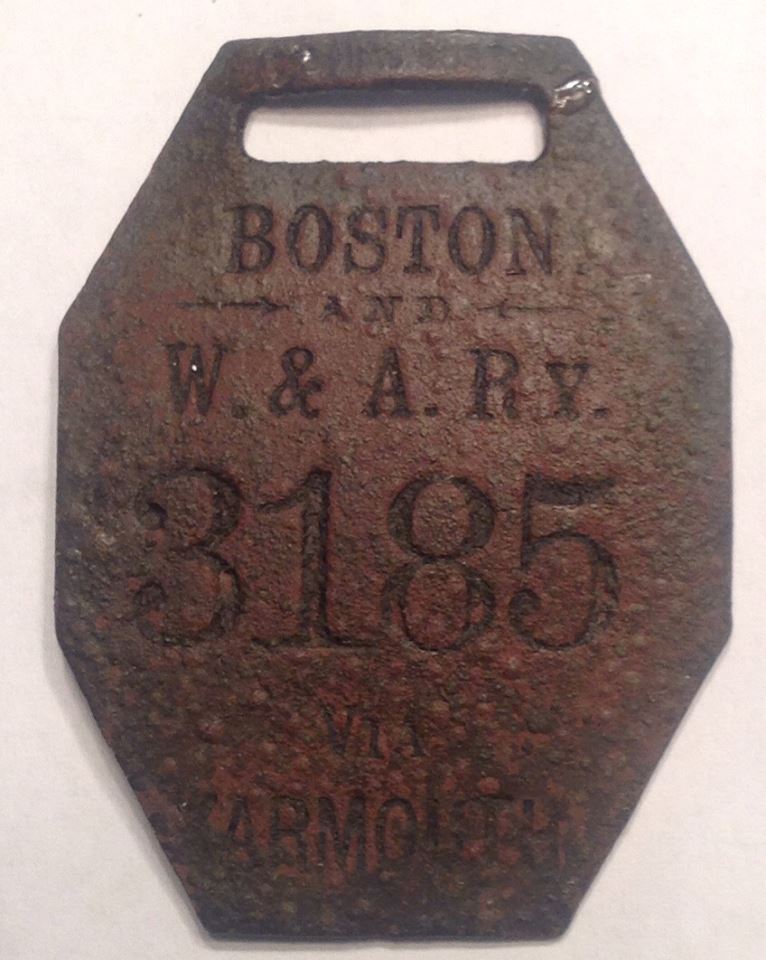 BOSTON
AND
W. & A. RY.
3185
VIA
YARMOUTH